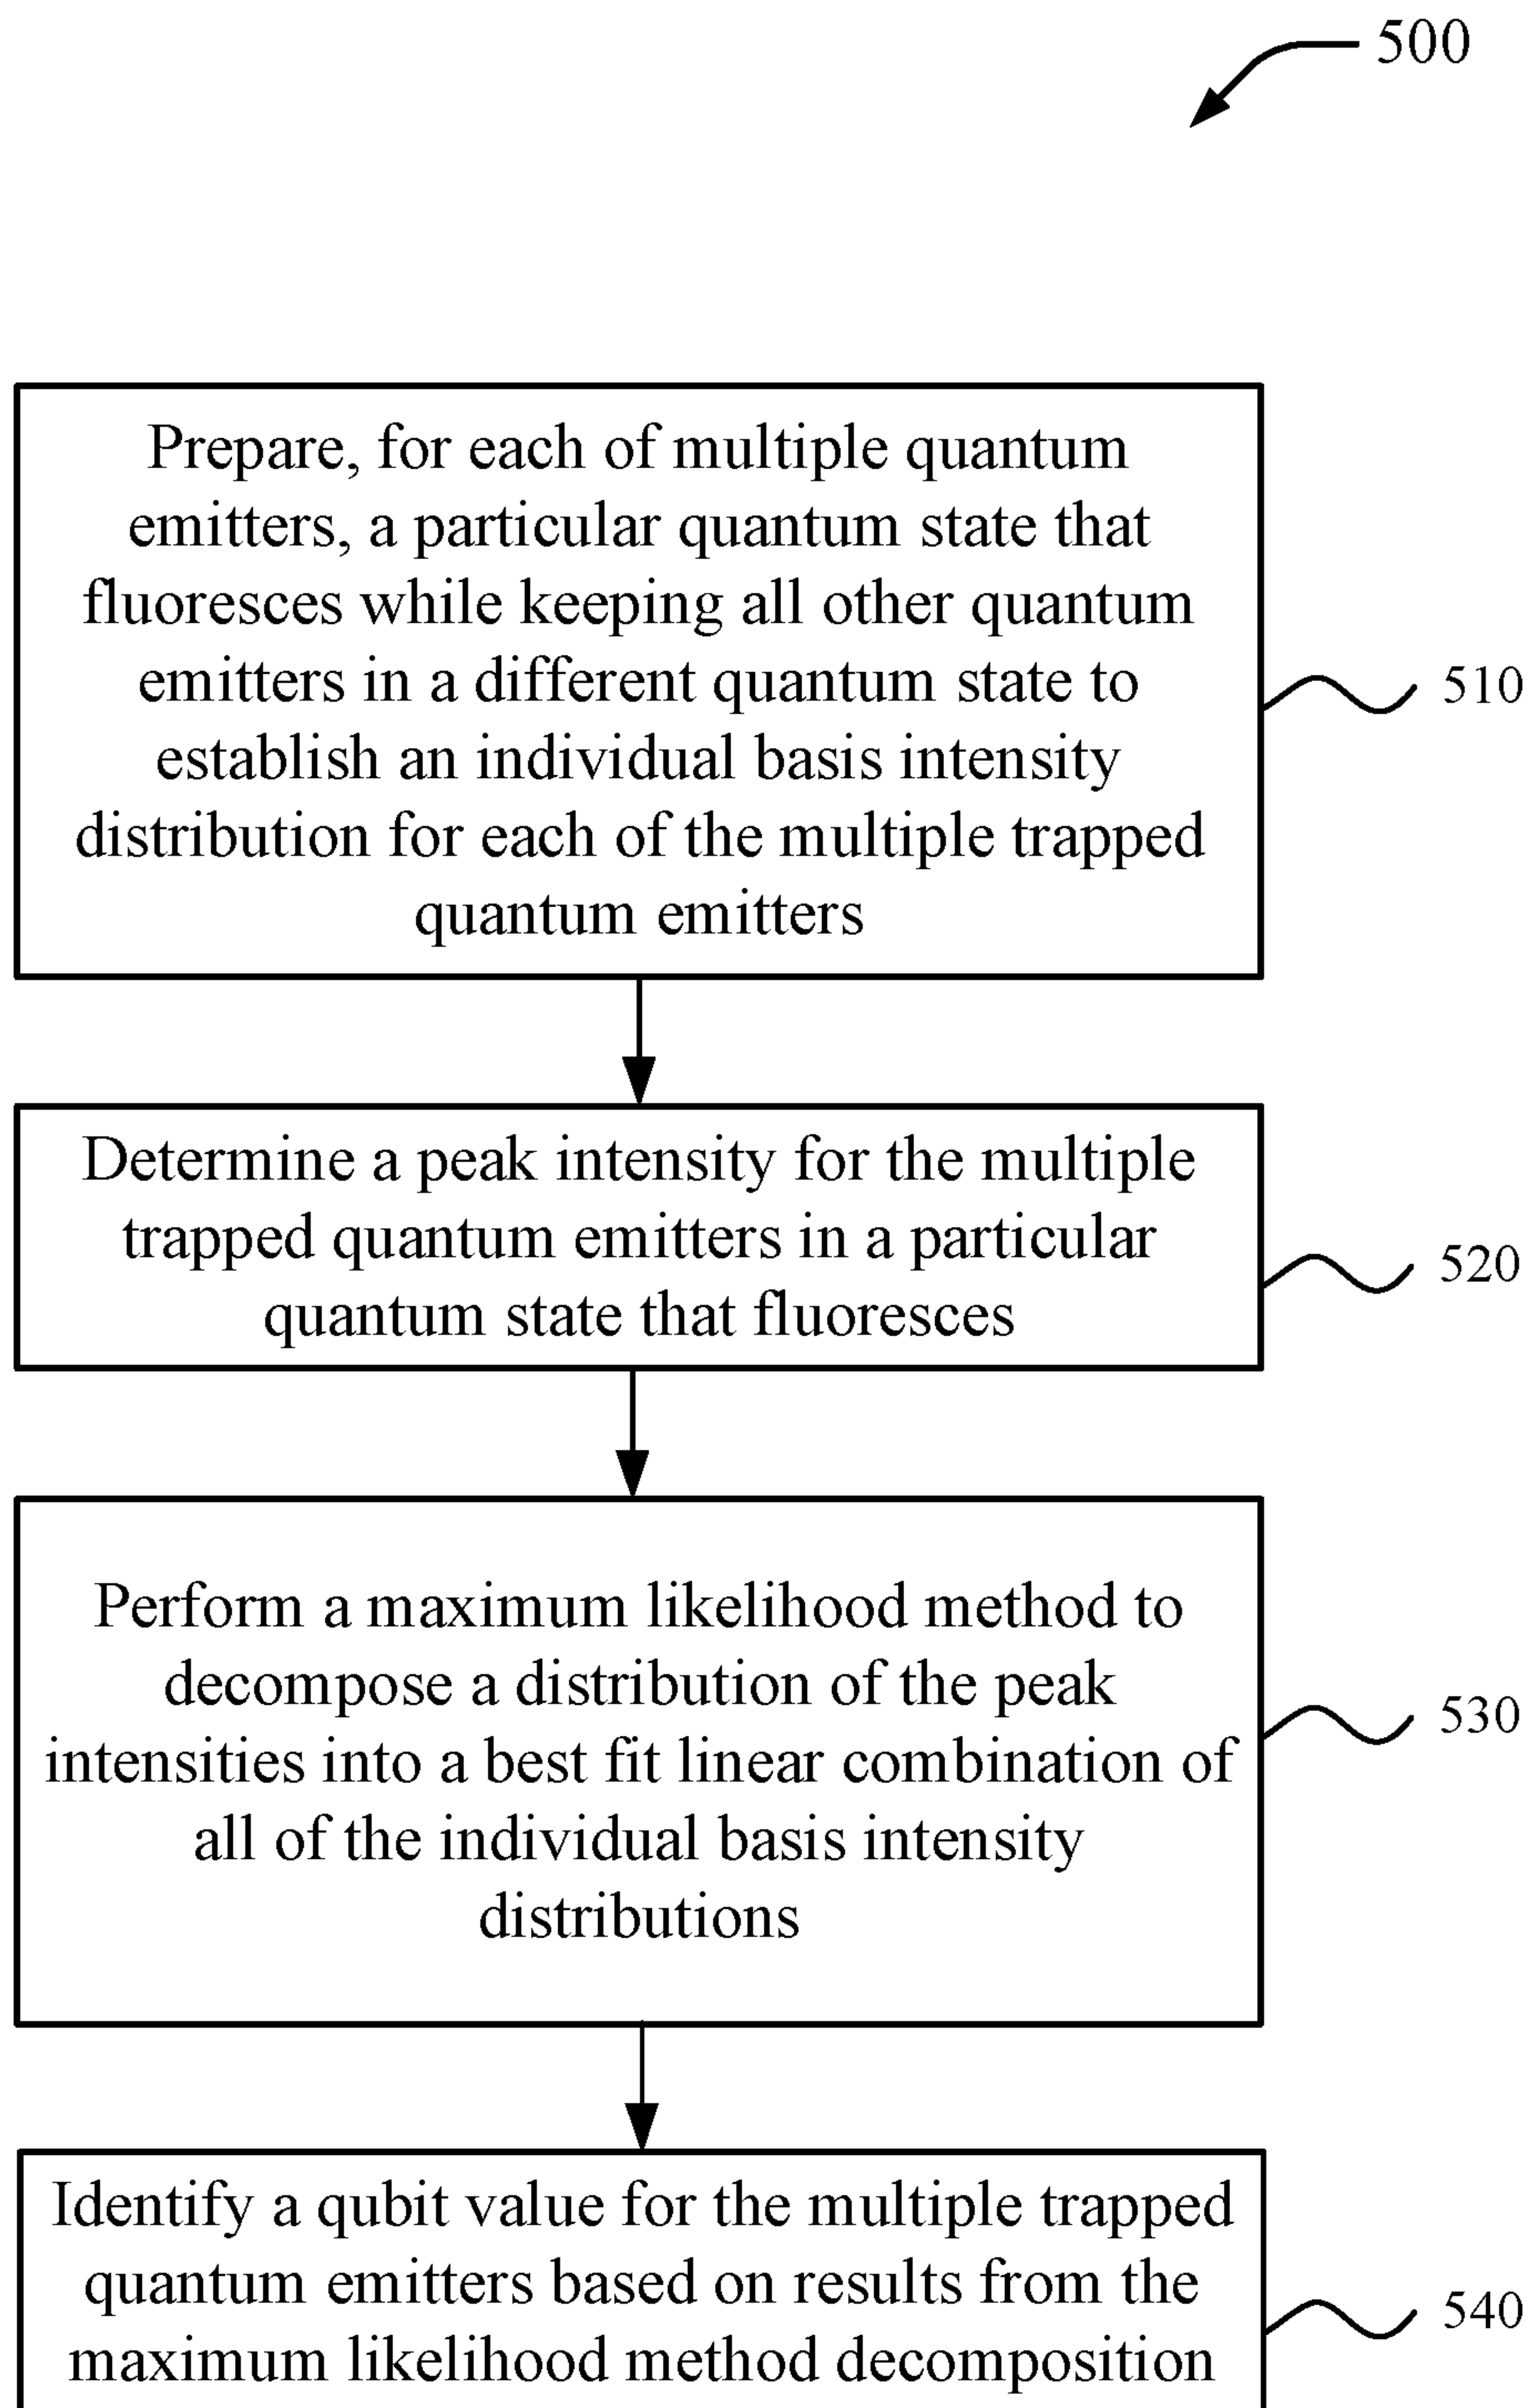 500
Prepare, for each of multiple quantum
emitters, a particular quantum state that
fluoresces while keeping all other quantum
emitters in a different quantum state to
establish an individual basis intensity
distribution for each of the multiple trapped
quantum emitters
510
Determine a peak intensity for the multiple
trapped quantum emitters in a particular
quantum state that fluoresces
520
Perform a maximum likelihood method to
decompose a distribution of the peak
intensities into a best fit linear combination of
all of the individual basis intensity
distributions
530
Identify a qubit value for the multiple trapped
quantum emitters based on results from the
maximum likelihood method decomposition
540